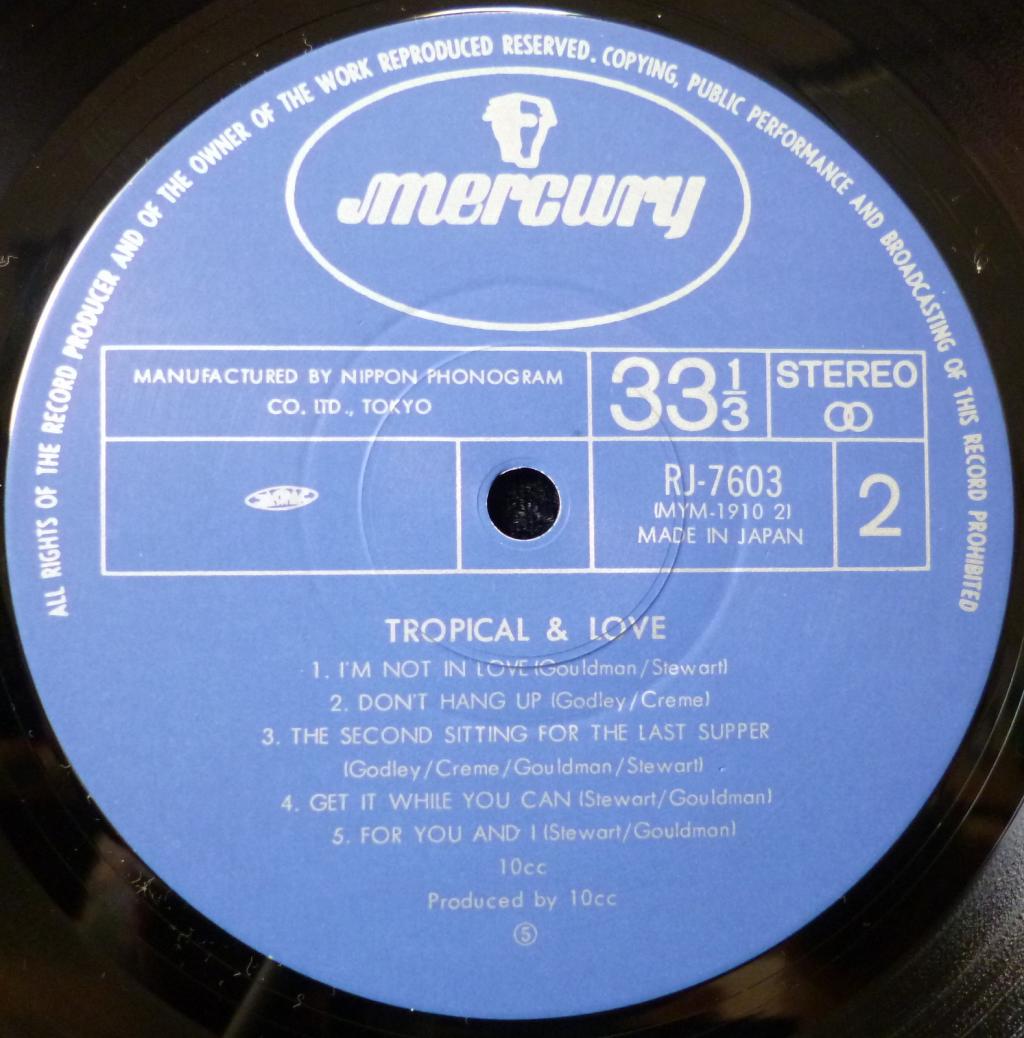 ALL RIGHTS OF THE RECORD PRODUCER AND OF THE OWNER OF THE WORK REPRODUCED RESERVED. COPYING, PUBLIC PERFORMANCE AND BROADCASTING OF THIS RECORD PROHIBITED
mercury
MANUFACTURED BY NIPPON PHONOGRAM
CO. LTD., TOKYO
33 1/3
STEREO
RJ-7603
(MYM-1910 2)
MADE IN JAPAN
2
TROPICAL & LOVE
1. I'M NOT IN LOVE (Gouldman/Stewart)
2. DON'T HANG UP (Godley/Creme)
3. THE SECOND SITTING FOR THE LAST SUPPER
(Godley/Creme/Gouldman/Stewart)
4. GET IT WHILE YOU CAN (Stewart/Gouldman)
5. FOR YOU AND I (Stewart/Gouldman)
10cc
Produced by 10cc
⑤